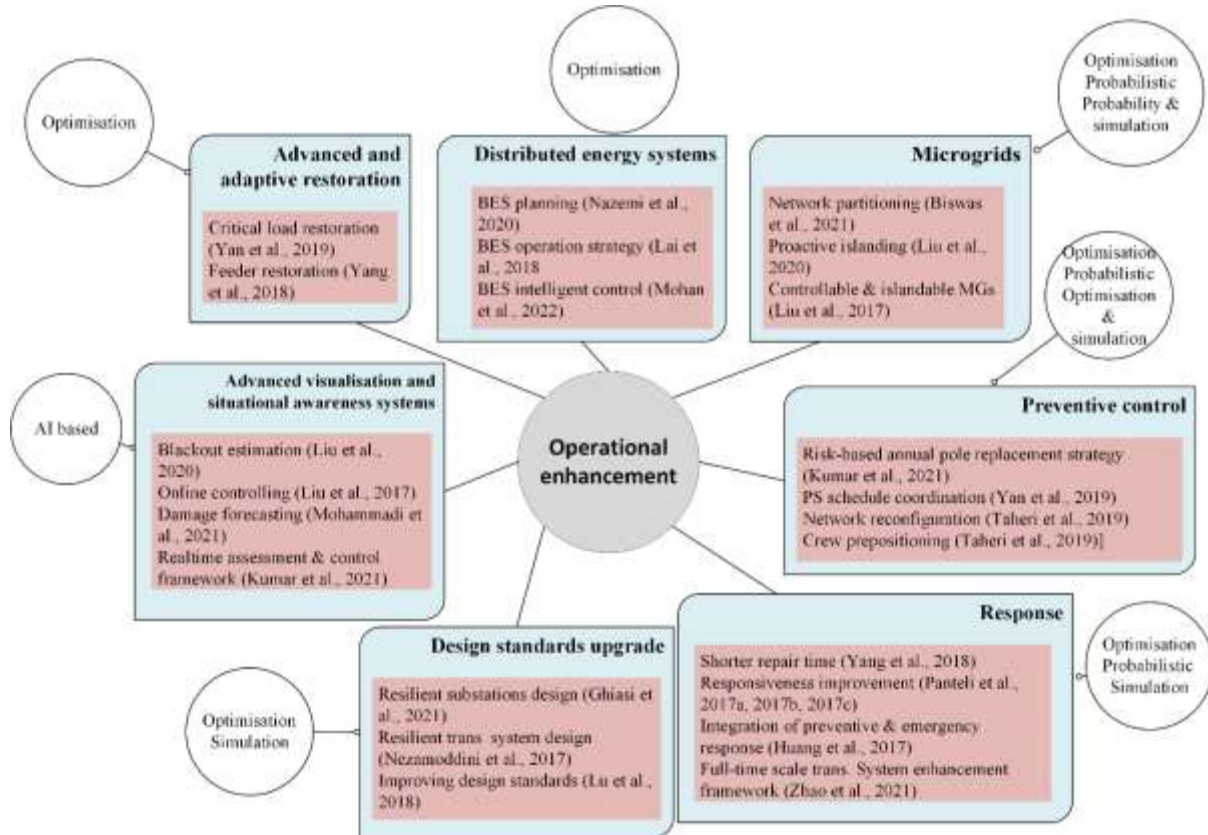 Optimisation
Optimisation
Optimisation
Probabilistic
Probability &
simulation
Advanced and
adaptive restoration
Critical load restoration
(Yan et al., 2019)
Feeder restoration (Yang
et al., 2018)
Distributed energy systems
BES planning (Nazemi et al.,
2020)
BES operation strategy (Lai
et al., 2018
BES intelligent control (Mohan
et al., 2022)
Microgrids
Network partitioning (Biswas
et al., 2021)
Proactive islanding (Liu et al.,
2020)
Controllable & islandable MGs
(Liu et al., 2017)
Optimisation
Probabilistic
Optimisation
&
simulation
AI based
Advanced visualisation and
situational awareness systems
Blackout estimation (Liu et al.,
2020)
Online controlling (Liu et al., 2017)
Damage forecasting (Mohammadi et
al., 2021)
Realtime assessment & control
framework (Kumar et al., 2021)
Operational
enhancement
Preventive control
Risk-based annual pole replacement strategy
(Kumar et al., 2021)
PS schedule coordination (Yan et al., 2019)
Network reconfiguration (Taheri et al., 2019)
Crew prepositioning (Taheri et al., 2019)]
Optimisation
Simulation
Design standards upgrade
Resilient substations design (Ghiasi et
al., 2021)
Resilient trans system design
(Nezamoddini et al., 2017)
Improving design standards (Lu et al.,
2018)
Response
Shorter repair time (Yang et al., 2018)
Responsiveness improvement (Panteli et al.,
2017a, 2017b, 2017c)
Integration of preventive & emergency
response (Huang et al., 2017)
Full-time scale trans. System enhancement
framework (Zhao et al., 2021)
Optimisation
Probabilistic
Simulation